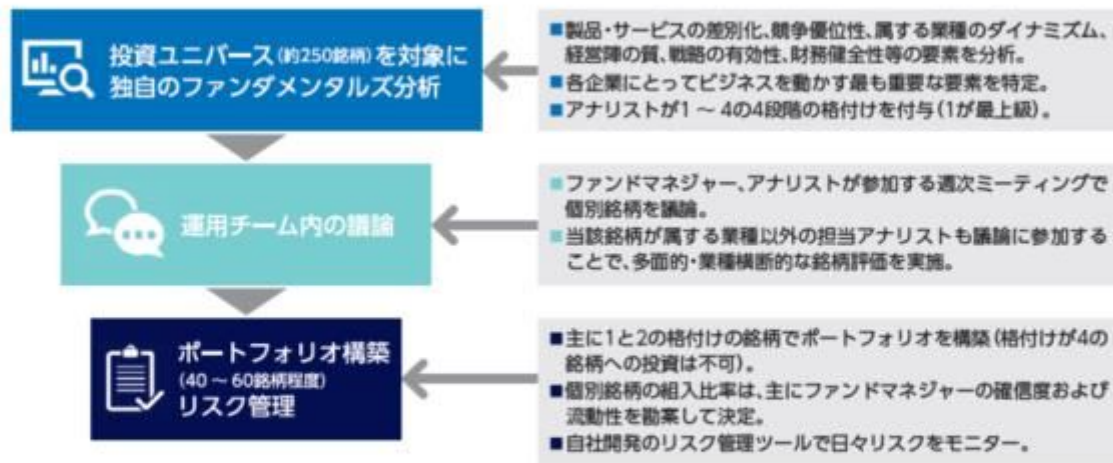 投資ユニバース(約250銘柄)を対象に
独自のファンダメンタルズ分析
■製品・サービスの差別化、競争優位性、属する業種のダイナミズム、
経営陣の質、戦略の有効性、財務健全性等の要素を分析。
■各企業にとってビジネスを動かす最も重要な要素を特定。
■アナリストが1～4の4段階の格付けを付与(1が最上級)。
運用チーム内の議論
■ファンドマネジャー、アナリストが参加する週次ミーティングで
個別銘柄を議論。
■当該銘柄が属する業種以外の担当アナリストも議論に参加する
ことで、多面的・業種横断的な銘柄評価を実施。
ポートフォリオ構築
(40～60銘柄程度)
リスク管理
■主に1と2の格付けの銘柄でポートフォリオを構築(格付けが4の
銘柄への投資は不可)。
■個別銘柄の組入比率は、主にファンドマネジャーの確信度および
流動性を勘案して決定。
■自社開発のリスク管理ツールで日々リスクをモニター。